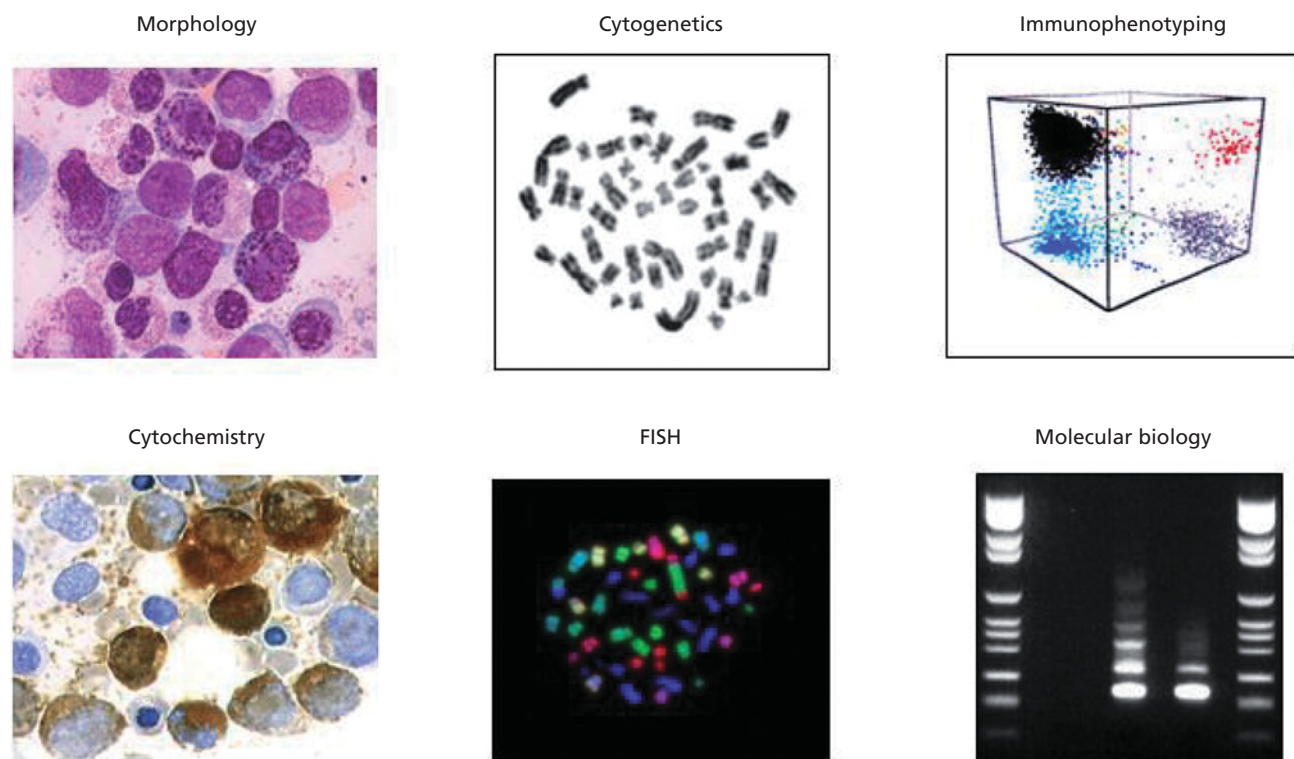 Morphology
Cytogenetics
Immunophenotyping
Cytochemistry
FISH
Molecular biology